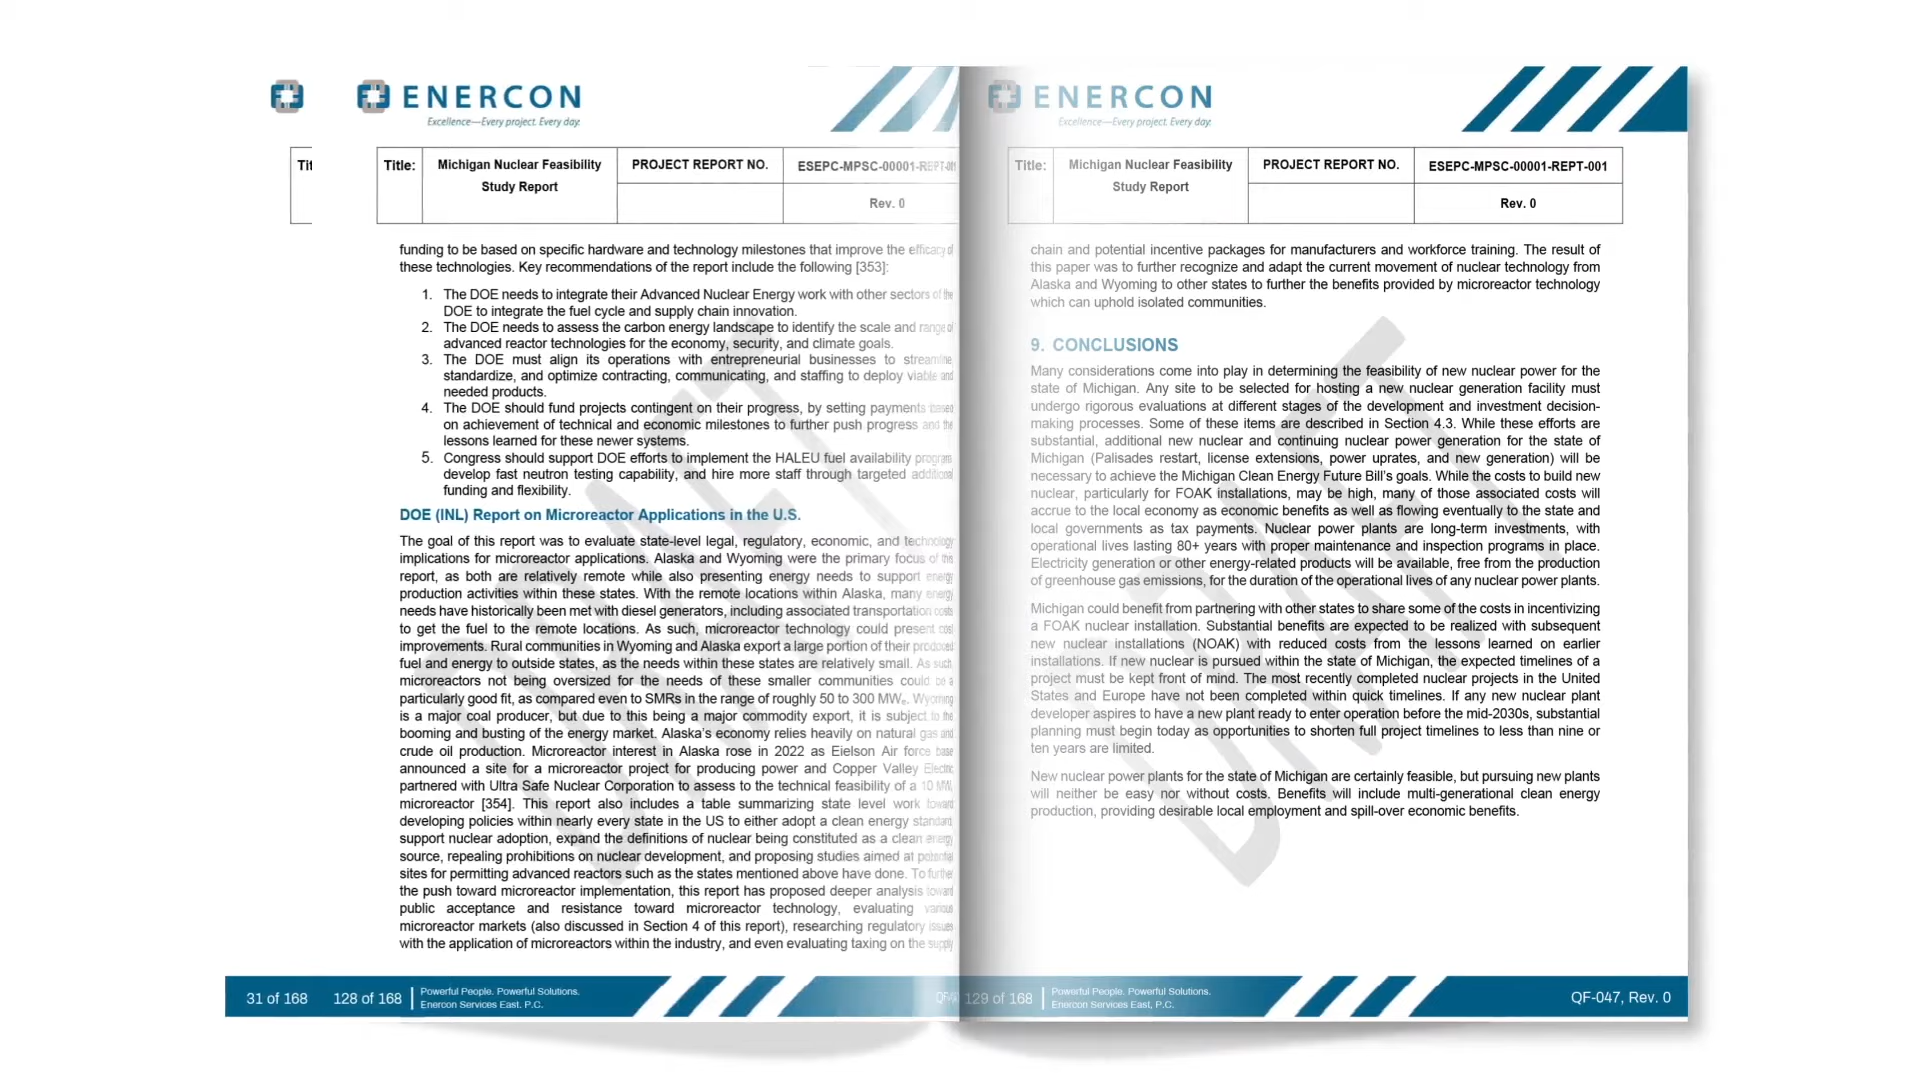 ENERCON
Excellence—Every project. Every day.
Title:
Michigan Nuclear Feasibility
Study Report
PROJECT REPORT NO.
ESEPC-MPSC-00001-REPT-001
Rev. 0
funding to be based on specific hardware and technology milestones that improve the efficacy of
these technologies. Key recommendations of the report include the following [353]:
1. The DOE needs to integrate their Advanced Nuclear Energy work with other sectors of the
DOE to integrate the fuel cycle and supply chain innovation.
2. The DOE needs to assess the carbon energy landscape to identify the scale and range of
advanced reactor technologies for the economy, security, and climate goals.
3. The DOE must align its operations with entrepreneurial businesses to streamline,
standardize, and optimize contracting, communicating, and staffing to deploy viable and
needed products.
4. The DOE should fund projects contingent on their progress, by setting payments based
on achievement of technical and economic milestones to further push progress and the
lessons learned for these newer systems.
5. Congress should support DOE efforts to implement the HALEU fuel availability program,
develop fast neutron testing capability, and hire more staff through targeted additional
funding and flexibility.
DOE (INL) Report on Microreactor Applications in the U.S.
The goal of this report was to evaluate state-level legal, regulatory, economic, and technology
implications for microreactor applications. Alaska and Wyoming were the primary focus of this
report, as both are relatively remote while also presenting energy needs to support energy
production activities within these states. With the remote locations within Alaska, many energy
needs have historically been met with diesel generators, including associated transportation costs
to get the fuel to the remote locations. As such, microreactor technology could present cost
improvements. Rural communities in Wyoming and Alaska export a large portion of their produced
fuel and energy to outside states, as the needs within these states are relatively small. As such,
microreactors not being oversized for the needs of these smaller communities could be a
particularly good fit, as compared even to SMRs in the range of roughly 50 to 300 MWe. Wyoming
is a major coal producer, but due to this being a major commodity export, it is subject to the
booming and busting of the energy market. Alaska's economy relies heavily on natural gas and
crude oil production. Microreactor interest in Alaska rose in 2022 as Eielson Air force base
announced a site for a microreactor project for producing power and Copper Valley Electric
partnered with Ultra Safe Nuclear Corporation to assess to the technical feasibility of a 10 MWe
microreactor [354]. This report also includes a table summarizing state level work toward
developing policies within nearly every state in the US to either adopt a clean energy standard,
support nuclear adoption, expand the definitions of nuclear being constituted as a clean energy
source, repealing prohibitions on nuclear development, and proposing studies aimed at potential
sites for permitting advanced reactors such as the states mentioned above have done. To further
the push toward microreactor implementation, this report has proposed deeper analysis toward
public acceptance and resistance toward microreactor technology, evaluating various
microreactor markets (also discussed in Section 4 of this report), researching regulatory issues
with the application of microreactors within the industry, and even evaluating taxing on the supply
DRAFT
31 of 168
128 of 168
Powerful People. Powerful Solutions.
Enercon Services East, P.C.
ENERCON
Excellence—Every project. Every day.
Title:
Michigan Nuclear Feasibility
Study Report
PROJECT REPORT NO.
ESEPC-MPSC-00001-REPT-001
Rev. 0
chain and potential incentive packages for manufacturers and workforce training. The result of
this paper was to further recognize and adapt the current movement of nuclear technology from
Alaska and Wyoming to other states to further the benefits provided by microreactor technology
which can uphold isolated communities.
9. CONCLUSIONS
Many considerations come into play in determining the feasibility of new nuclear power for the
state of Michigan. Any site to be selected for hosting a new nuclear generation facility must
undergo rigorous evaluations at different stages of the development and investment decision-
making processes. Some of these items are described in Section 4.3. While these efforts are
substantial, additional new nuclear and continuing nuclear power generation for the state of
Michigan (Palisades restart, license extensions, power uprates, and new generation) will be
necessary to achieve the Michigan Clean Energy Future Bill's goals. While the costs to build new
nuclear, particularly for FOAK installations, may be high, many of those associated costs will
accrue to the local economy as economic benefits as well as flowing eventually to the state and
local governments as tax payments. Nuclear power plants are long-term investments, with
operational lives lasting 80+ years with proper maintenance and inspection programs in place.
Electricity generation or other energy-related products will be available, free from the production
of greenhouse gas emissions, for the duration of the operational lives of any nuclear power plants.
Michigan could benefit from partnering with other states to share some of the costs in incentivizing
a FOAK nuclear installation. Substantial benefits are expected to be realized with subsequent
new nuclear installations (NOAK) with reduced costs from the lessons learned on earlier
installations. If new nuclear is pursued within the state of Michigan, the expected timelines of a
project must be kept front of mind. The most recently completed nuclear projects in the United
States and Europe have not been completed within quick timelines. If any new nuclear plant
developer aspires to have a new plant ready to enter operation before the mid-2030s, substantial
planning must begin today as opportunities to shorten full project timelines to less than nine or
ten years are limited.
New nuclear power plants for the state of Michigan are certainly feasible, but pursuing new plants
will neither be easy nor without costs. Benefits will include multi-generational clean energy
production, providing desirable local employment and spill-over economic benefits.
DRAFT
129 of 168
Powerful People. Powerful Solutions.
Enercon Services East, P.C.
QF-047, Rev. 0